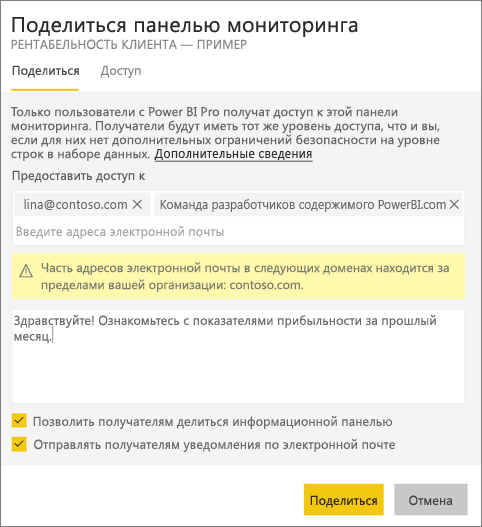 Поделиться панелью мониторинга
РЕНТАБЕЛЬНОСТЬ КЛИЕНТА — ПРИМЕР
Поделиться Доступ
Только пользователи с Power BI Pro получат доступ к этой панели
мониторинга. Получатели будут иметь тот же уровень доступа, что и вы,
если для них нет дополнительных ограничений безопасности на уровне
строк в наборе данных. Дополнительные сведения
Предоставить доступ к
lina@contoso.com Команда разработчиков содержимого PowerBI.com
Введите адреса электронной почты
Часть адресов электронной почты в следующих доменах находится за
пределами вашей организации: contoso.com.
Здравствуйте! Ознакомьтесь с показателями прибыльности за прошлый
месяц.
Позволить получателям делиться информационной панелью
Отправлять получателям уведомления по электронной почте
Поделиться Отмена